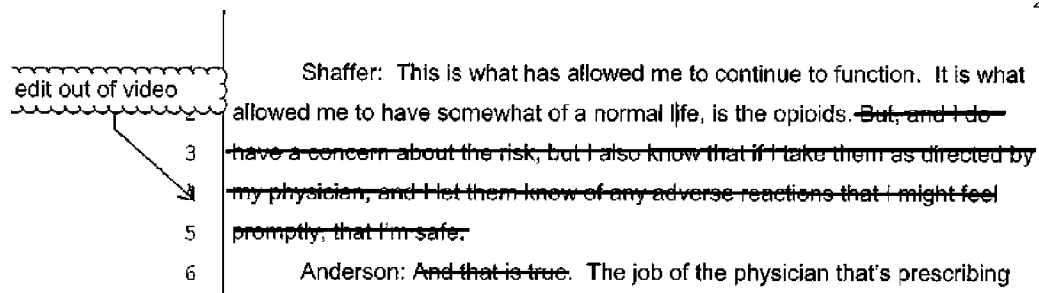 edit out of video
Shaffer: This is what has allowed me to continue to function. It is what
2 allowed me to have somewhat of a normal life, is the opioids. But, and I do
3 have a concern about the risk, but I also know that if I take them as directed by
4 my physician, and I let them know of any adverse reactions that I might feel
5 promptly, that I'm safe.
6 Anderson: And that is true. The job of the physician that's prescribing